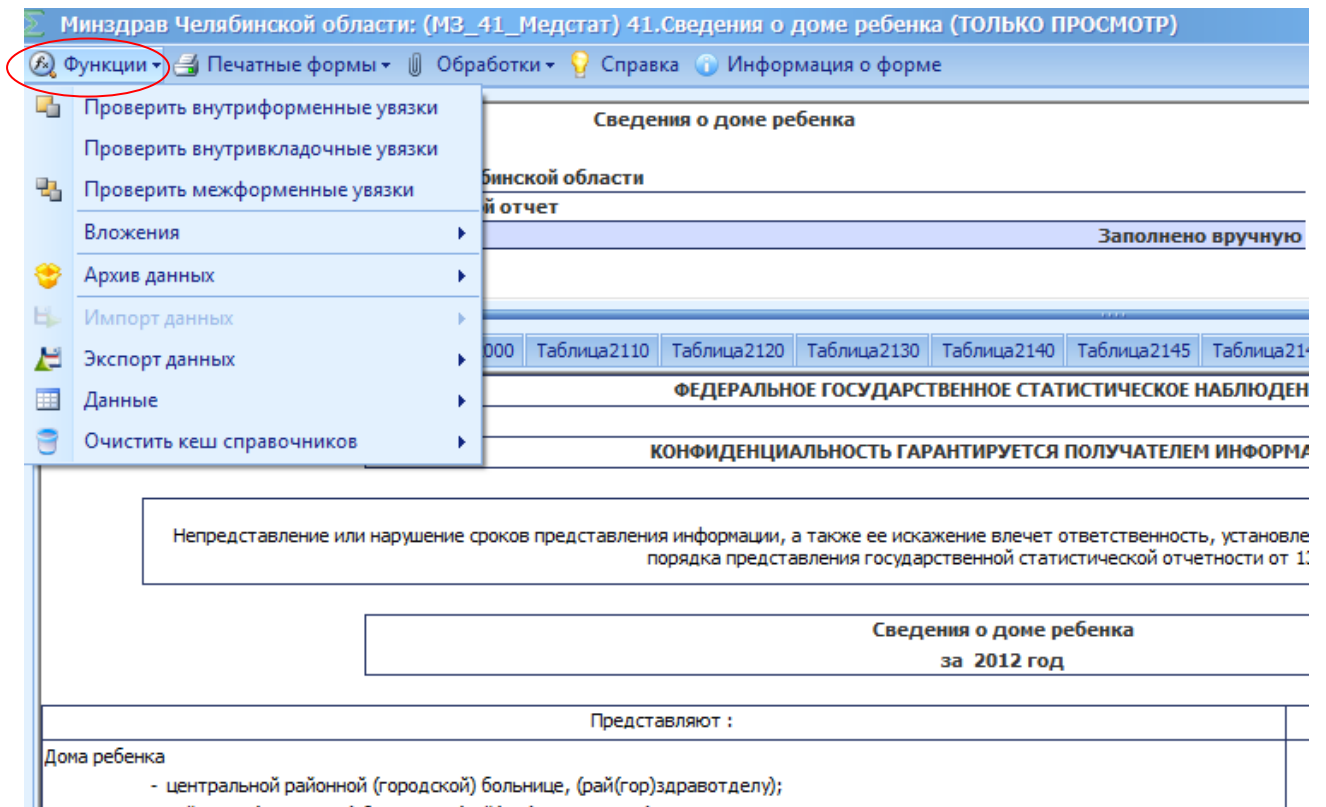 Минздрав Челябинской области: (МЗ_41_Медстат) 41.Сведения о доме ребенка (ТОЛЬКО ПРОСМОТР)
Функции Печатные формы Обработки Справка Информация о форме
Проверить внутриформенные увязки
Проверить внутривкладочные увязки
Проверить межформенные увязки
Вложения
Архив данных
Импорт данных
Экспорт данных
Данные
Очистить кеш справочников
Сведения о доме ребенка
бинской области
й отчет
Заполнено вручную
000 Таблица2110 Таблица2120 Таблица2130 Таблица2140 Таблица2145 Таблица214
ФЕДЕРАЛЬНОЕ ГОСУДАРСТВЕННОЕ СТАТИСТИЧЕСКОЕ НАБЛЮДЕН
КОНФИДЕНЦИАЛЬНОСТЬ ГАРАНТИРУЕТСЯ ПОЛУЧАТЕЛЕМ ИНФОРМА
Непредставление или нарушение сроков представления информации, а также ее искажение влечет ответственность, установле
порядка представления государственной статистической отчетности от 13
Сведения о доме ребенка
за 2012 год
Представляют :
Дома ребенка
- центральной районной (городской) больнице, (рай(гор)здравотделу);